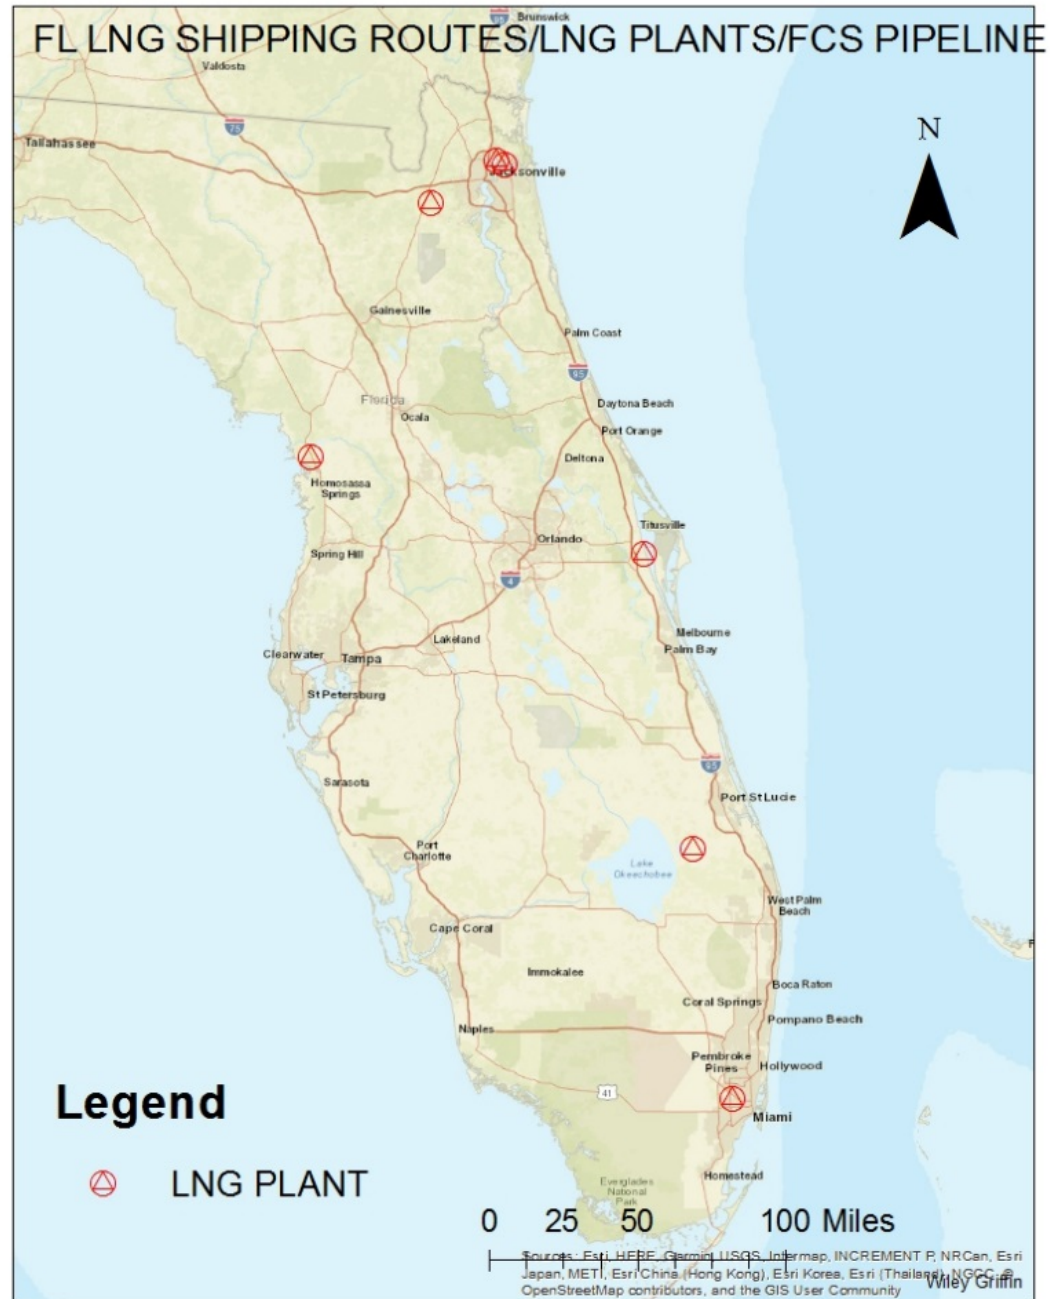 Brunswick
FL LNG SHIPPING ROUTES/LNG PLANTS/FCS PIPELINE
Valdosta
N
75
Tallahassee
Jacksonville
Gainesville
Palm Coast
95
Florida
Daytona Beach
Ocala
Port Orange
Deltona
Homosassa
Springs
Titusville
Orlando
Spring Hill
4
Melbourne
Lakeland
Palm Bay
Clearwater
Tampa
St Petersburg
95
Sarasota
Port St Lucie
Port
Charlotte
Lake
Okeechobee
West Palm
Beach
Cape Coral
Immokalee
Boca Raton
Coral Springs
Pompano Beach
Naples
Pembroke
Pines
Hollywood
41
Legend
Miami
LNG PLANT
Homestead
Everglades
National
Park
0 25 50 100 Miles
Sources: Esri, HERE, Garmin, USGS, Intermap, INCREMENT P, NRCan, Esri
Japan, METI, Esri China (Hong Kong), Esri Korea, Esri (Thailand), NGCC, ©
OpenStreetMap contributors, and the GIS User Community
Wiley Griffin